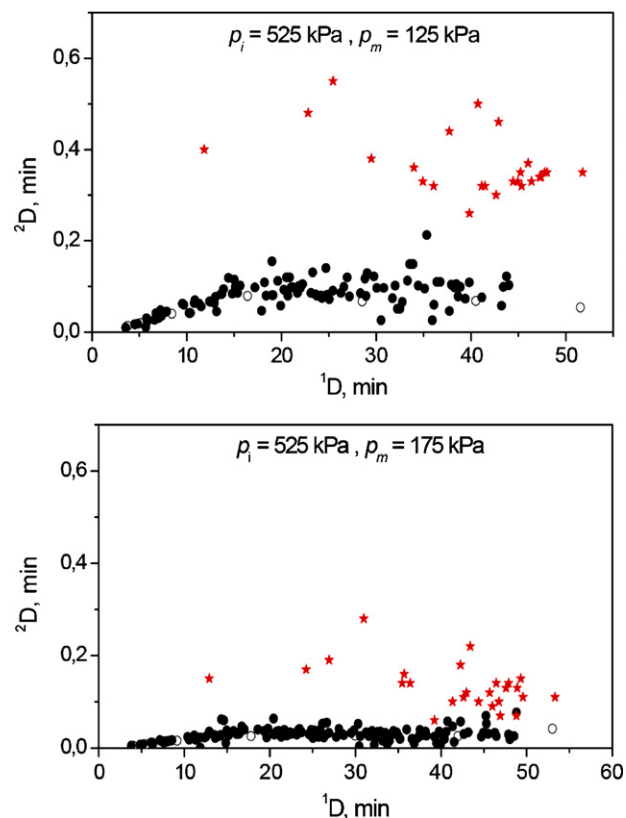 p_i = 525 kPa , p_m = 125 kPa
0,6
0,4
0,2
0,0
²D, min
0 10 20 30 40 50
¹D, min
p_i = 525 kPa , p_m = 175 kPa
0,6
0,4
0,2
0,0
²D, min
0 10 20 30 40 50 60
¹D, min